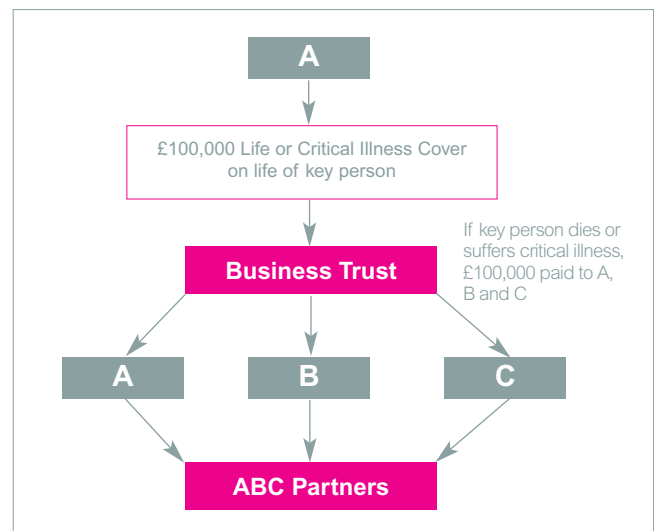 A
£100,000 Life or Critical Illness Cover
on life of key person
If key person dies or
suffers critical illness,
£100,000 paid to A,
B and C
Business Trust
A
B
C
ABC Partners